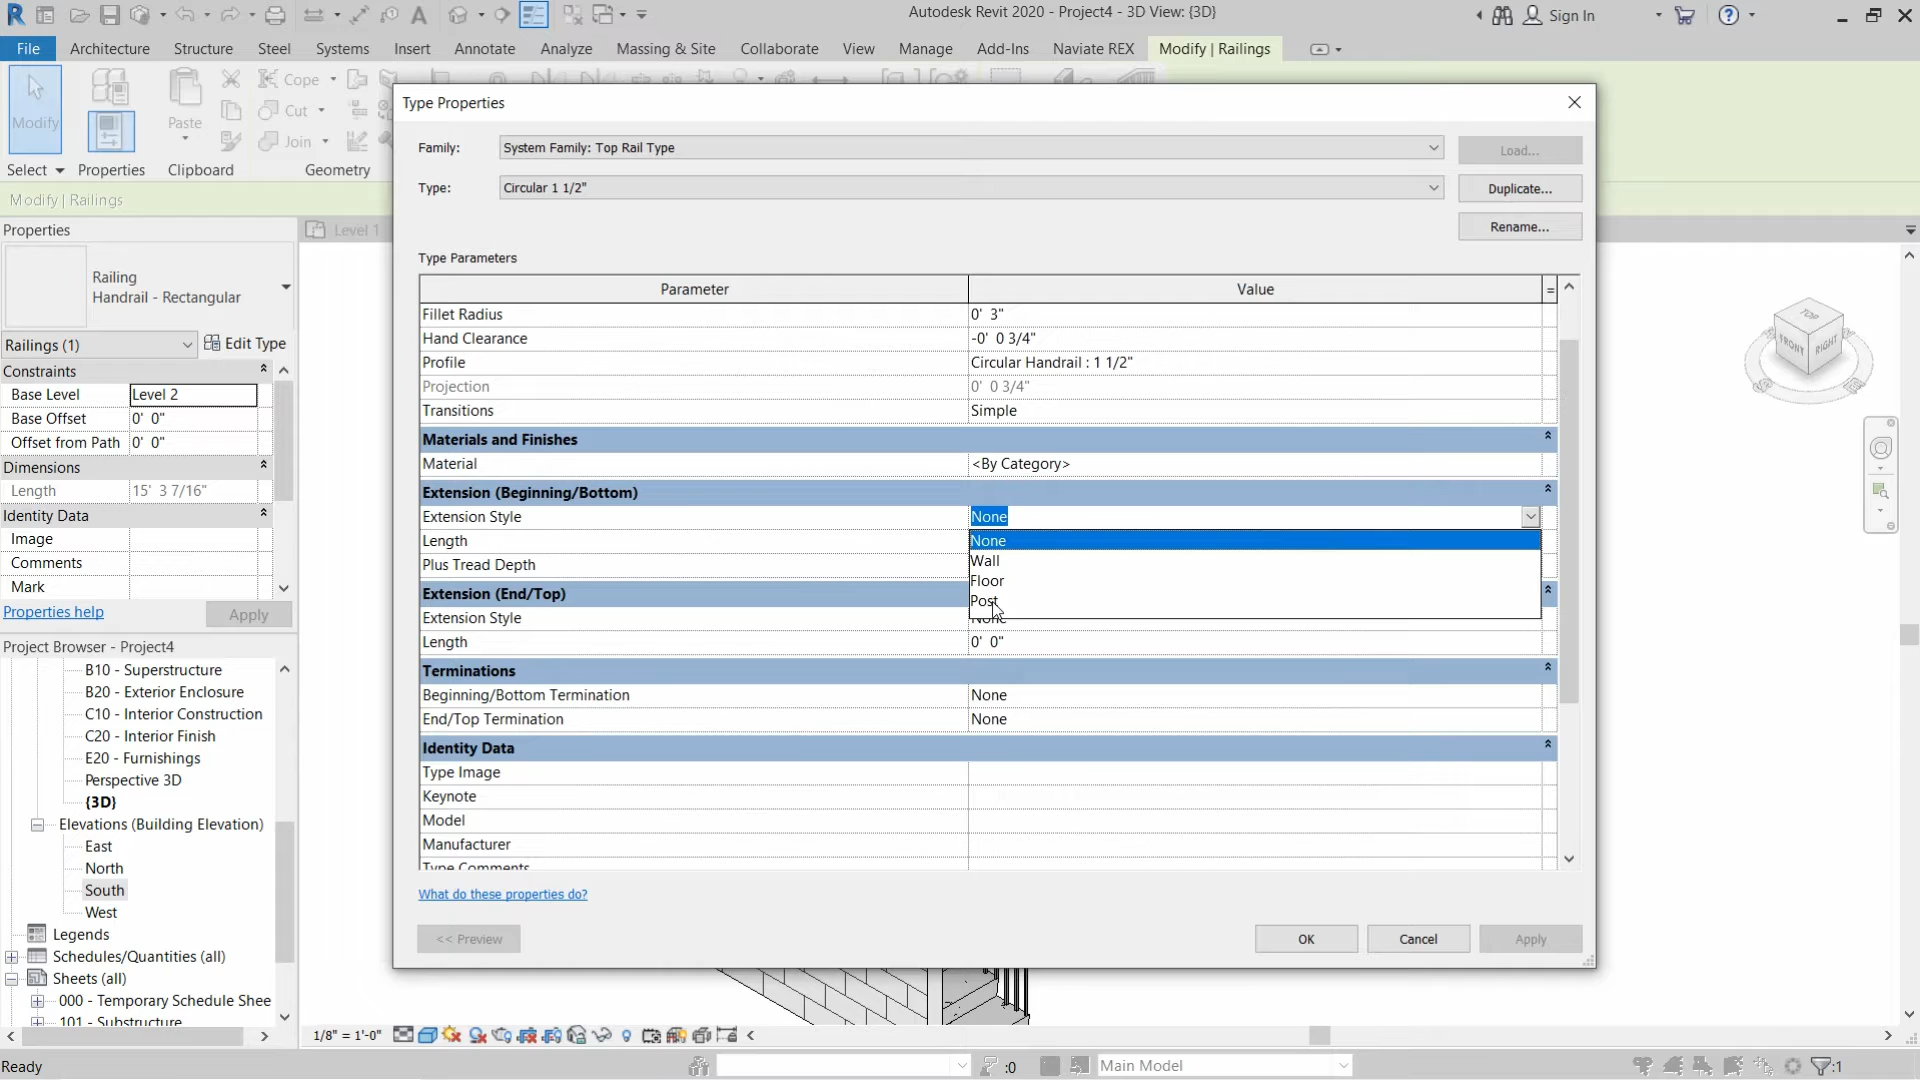 Autodesk Revit 2020 - Project4 - 3D View: {3D}
Sign In
File
Architecture
Structure
Steel
Systems
Insert
Annotate
Analyze
Massing & Site
Collaborate
View
Manage
Add-Ins
Naviate REX
Modify | Railings
Modify
Paste
Cope
Cut
Join
Select
Properties
Clipboard
Geometry
Modify | Railings
Properties
Railing
Handrail - Rectangular
Railings (1)
Edit Type
Constraints
Base Level
Level 2
Base Offset
0' 0"
Offset from Path
0' 0"
Dimensions
Length
15' 3 7/16"
Identity Data
Image
Comments
Mark
Properties help
Apply
Project Browser - Project4
B10 - Superstructure
B20 - Exterior Enclosure
C10 - Interior Construction
C20 - Interior Finish
E20 - Furnishings
Perspective 3D
{3D}
Elevations (Building Elevation)
East
North
South
West
Legends
Schedules/Quantities (all)
Sheets (all)
000 - Temporary Schedule Shee
101 - Substructure
Level 1
Type Properties
Family:
System Family: Top Rail Type
Load...
Type:
Circular 1 1/2"
Duplicate...
Rename...
Type Parameters
Parameter
Value
=
Fillet Radius
0' 3"
Hand Clearance
-0' 0 3/4"
Profile
Circular Handrail : 1 1/2"
Projection
0' 0 3/4"
Transitions
Simple
Materials and Finishes
Material
<By Category>
Extension (Beginning/Bottom)
Extension Style
None
Length
None
Wall
Plus Tread Depth
Floor
Extension (End/Top)
Post
Extension Style
None
Length
0' 0"
Terminations
Beginning/Bottom Termination
None
End/Top Termination
None
Identity Data
Type Image
Keynote
Model
Manufacturer
Type Comments
What do these properties do?
<< Preview
OK
Cancel
Apply
TOP
FRONT
RIGHT
1/8" = 1'-0"
Ready
:0
Main Model
:1